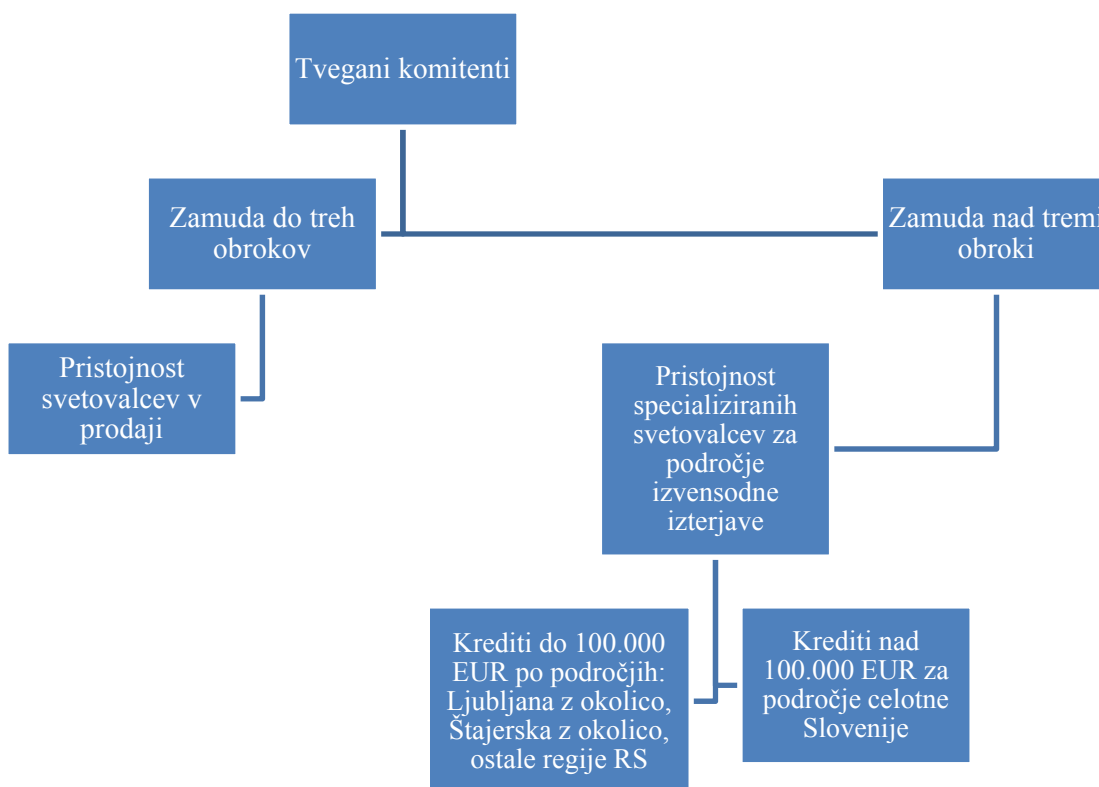 Tvegani komitenti
Zamuda do treh
obrokov
Zamuda nad tremi
obroki
Pristojnost
svetovalcev v
prodaji
Pristojnost
specializiranih
svetovalcev za
področje
izvensodne
izterjave
Krediti do 100.000
EUR po področjih:
Ljubljana z okolico,
Štajerska z okolico,
ostale regije RS
Krediti nad
100.000 EUR za
področje celotne
Slovenije